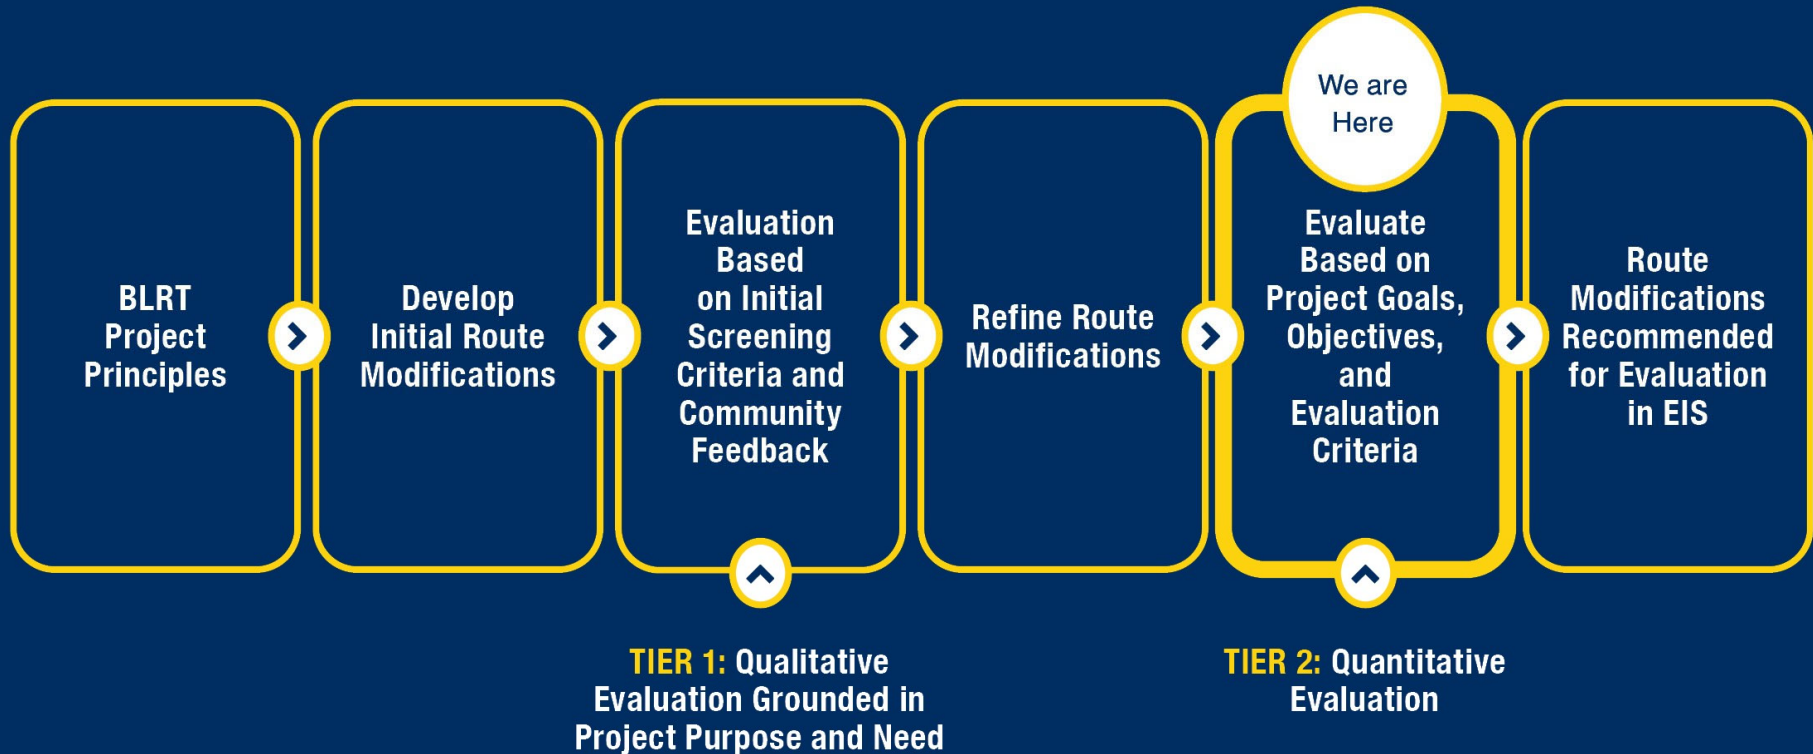 We are
Here
BLRT
Project
Principles
Develop
Initial Route
Modifications
Evaluation
Based
on Initial
Screening
Criteria and
Community
Feedback
Refine Route
Modifications
Evaluate
Based on
Project Goals,
Objectives,
and
Evaluation
Criteria
Route
Modifications
Recommended
for Evaluation
in EIS
TIER 1: Qualitative
Evaluation Grounded in
Project Purpose and Need
TIER 2: Quantitative
Evaluation